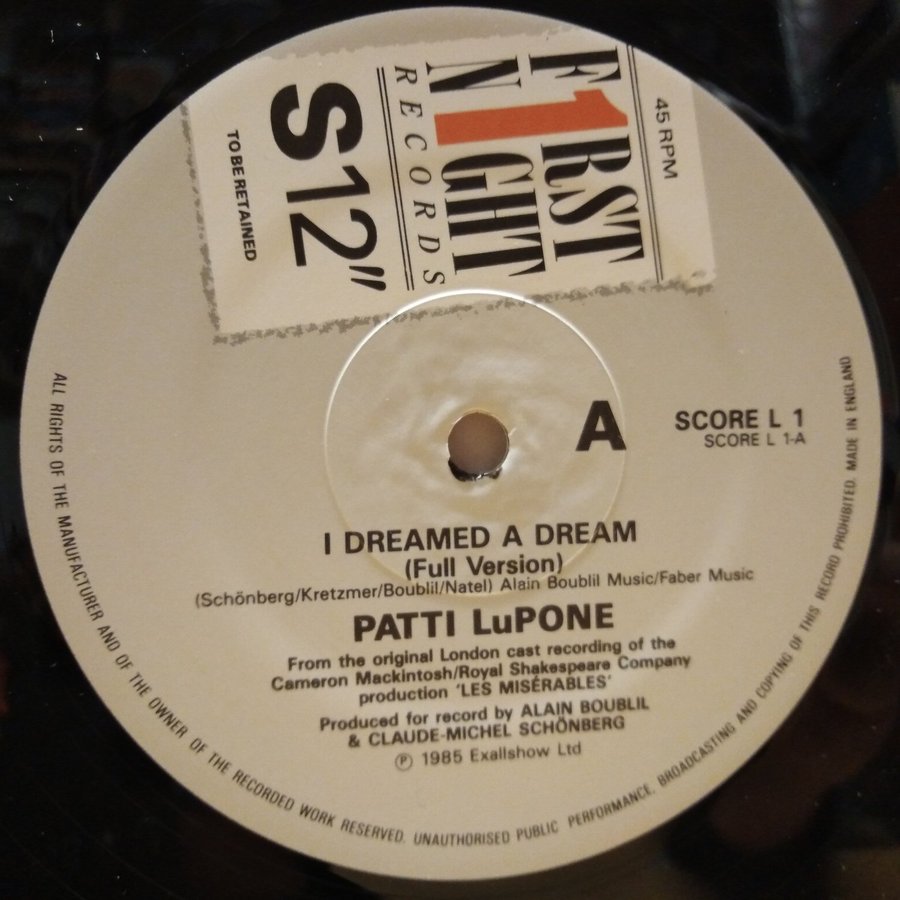 F1RST
N1GHT
RECORDS
45 RPM
S12"
TO BE RETAINED
A
SCORE L 1
SCORE L 1-A
I DREAMED A DREAM
(Full Version)
(Schönberg/Kretzmer/Boublil/Natel) Alain Boublil Music/Faber Music
PATTI LuPONE
From the original London cast recording of the
Cameron Mackintosh/Royal Shakespeare Company
production 'LES MISÉRABLES'
Produced for record by ALAIN BOUBLIL
& CLAUDE-MICHEL SCHÖNBERG
℗ 1985 Exallshow Ltd
ALL RIGHTS OF THE MANUFACTURER AND OF THE OWNER OF THE RECORDED WORK RESERVED. UNAUTHORISED PUBLIC PERFORMANCE, BROADCASTING AND COPYING OF THIS RECORD PROHIBITED. MADE IN ENGLAND